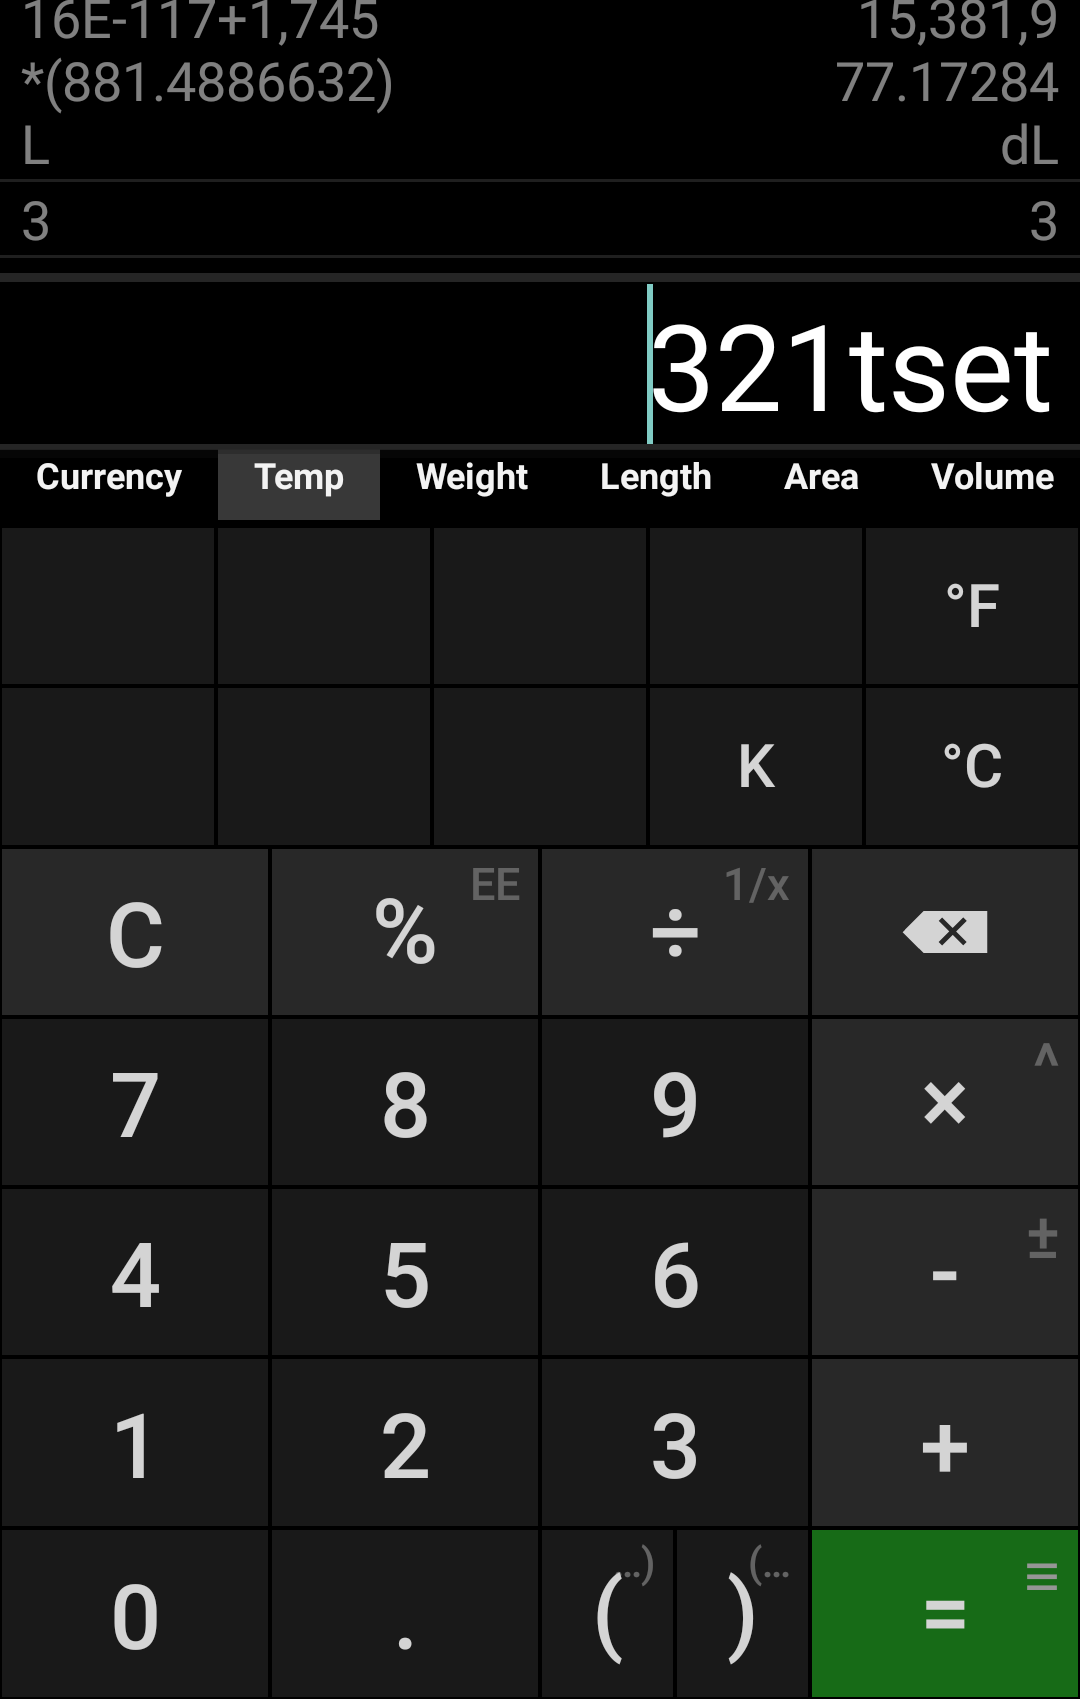 16E-117+1,745 15,381,9
*(881.4886632) 77.17284
L dL
3 3
321tset
Currency Temp Weight Length Area Volume
°F
K °C
C % EE ÷ 1/x
7 8 9 × ^
4 5 6 - ±
1 2 3 + 
0 . ( ..) ) (... = ≡